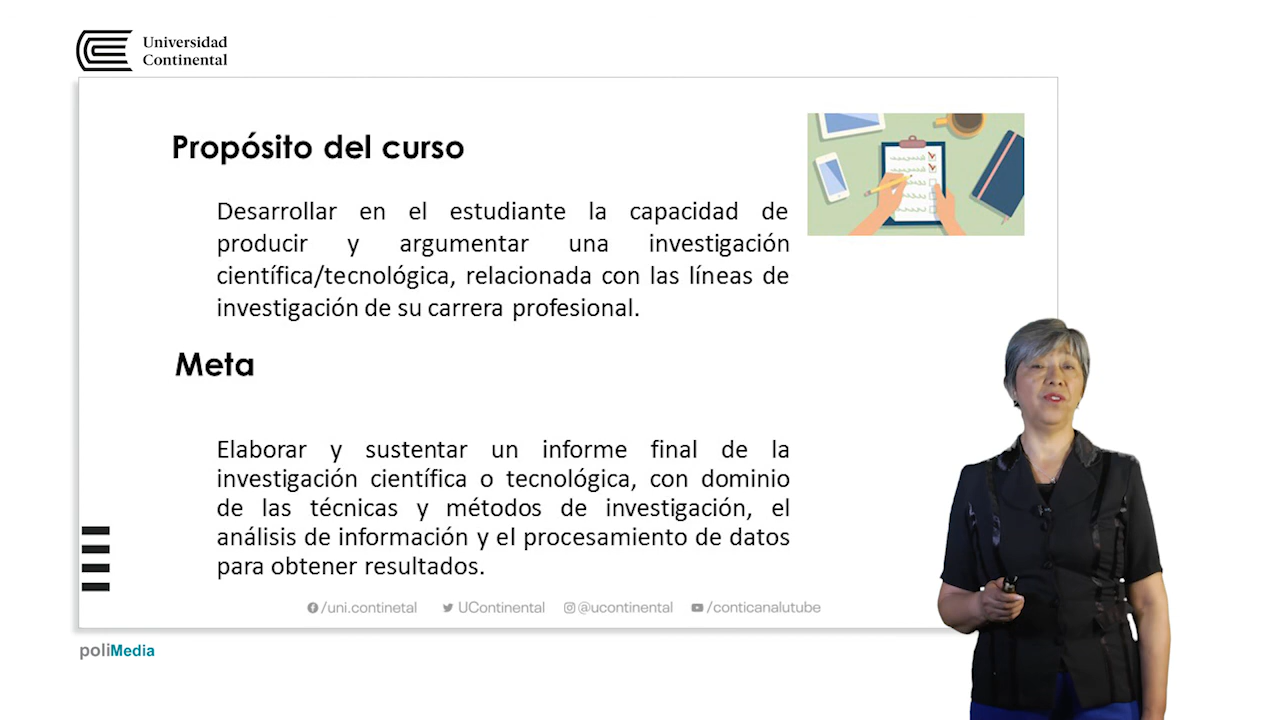 Universidad
Continental
Propósito del curso
Desarrollar en el estudiante la capacidad de
producir y argumentar una investigación
científica/tecnológica, relacionada con las líneas de
investigación de su carrera profesional.
Meta
Elaborar y sustentar un informe final de la
investigación científica o tecnológica, con dominio
de las técnicas y métodos de investigación, el
análisis de información y el procesamiento de datos
para obtener resultados.
/uni.continetal UContinental @ucontinental /conticanalutube
poliMedia